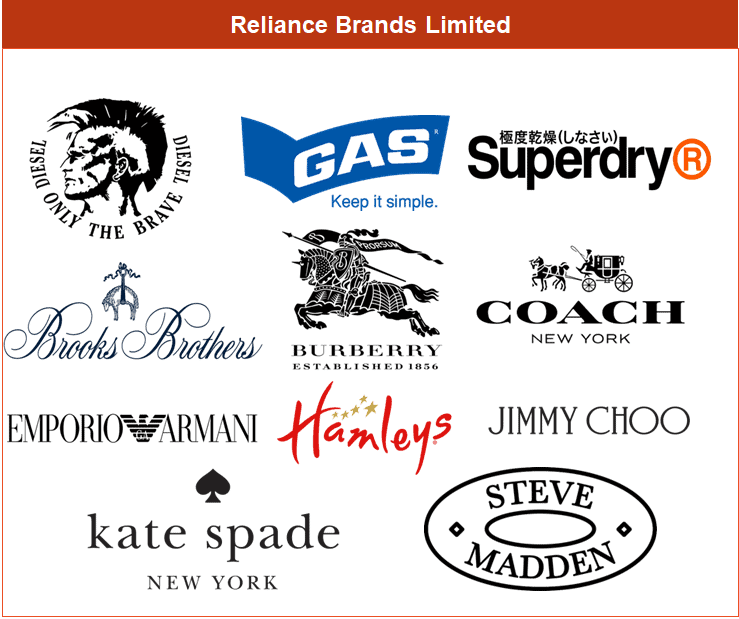 Reliance Brands Limited
DIESEL ONLY THE BRAVE DIESEL
GAS®
Keep it simple.
極度乾燥(しなさい)
Superdry®
Brooks Brothers
PRORSUM
B
BURBERRY
ESTABLISHED 1856
COACH
NEW YORK
EMPORIO ARMANI
Hamleys®
JIMMY CHOO
kate spade
NEW YORK
STEVE
MADDEN